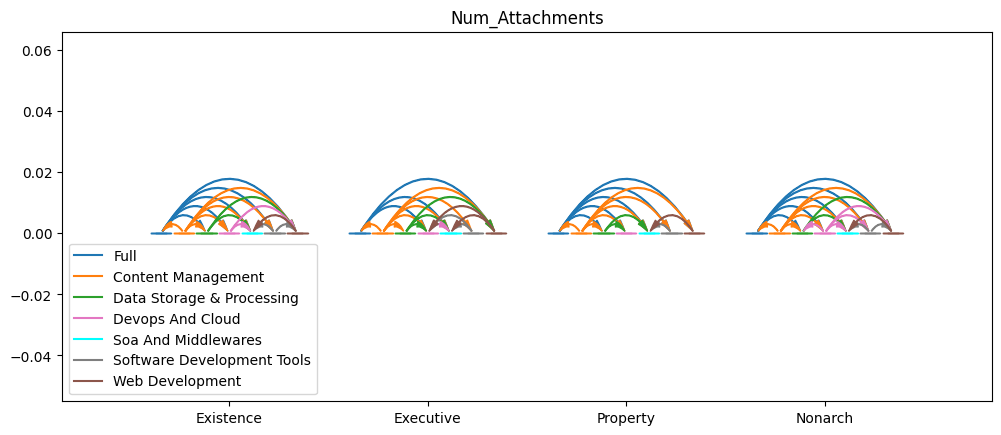 Num_Attachments
0.06
0.04
0.02
0.00
−0.02
−0.04
Full
Content Management
Data Storage & Processing
Devops And Cloud
Soa And Middlewares
Software Development Tools
Web Development
Existence
Executive
Property
Nonarch